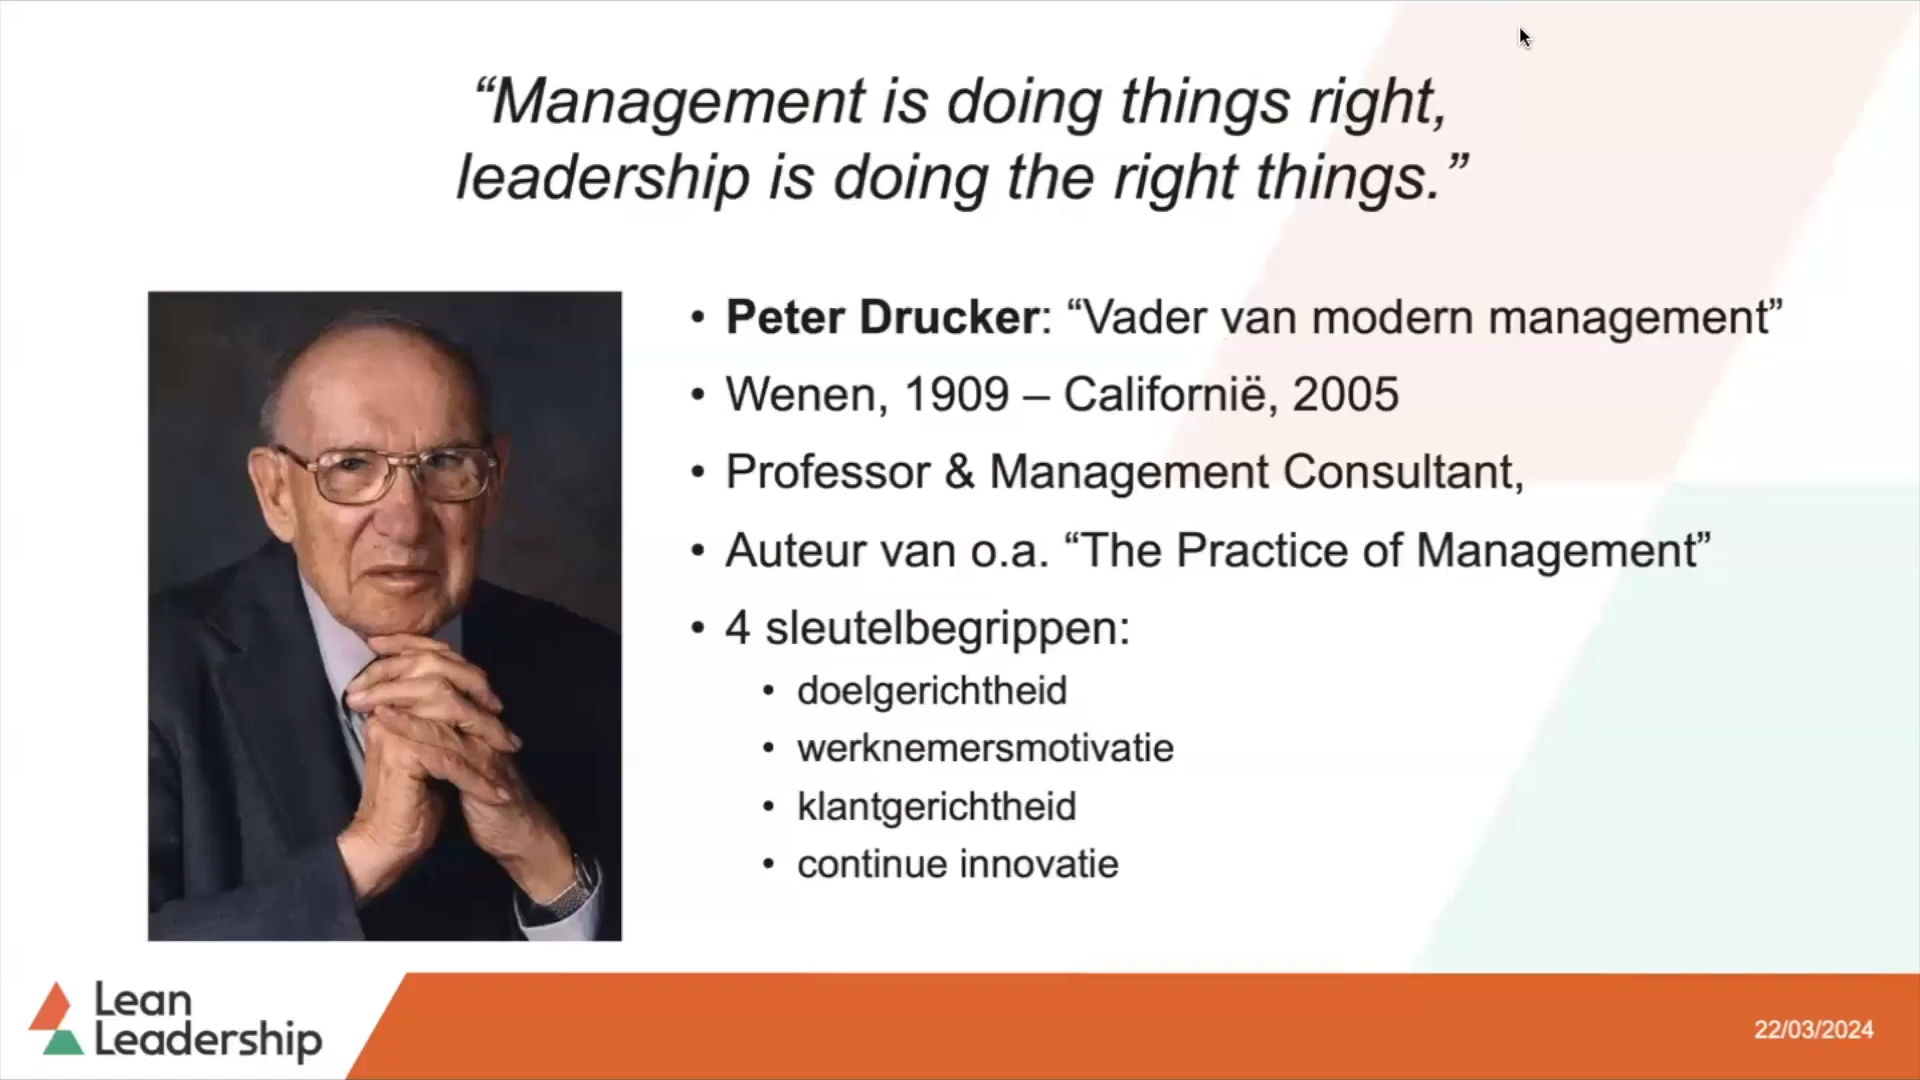 “Management is doing things right,
leadership is doing the right things.”
• Peter Drucker: “Vader van modern management”
• Wenen, 1909 – Californië, 2005
• Professor & Management Consultant,
• Auteur van o.a. “The Practice of Management”
• 4 sleutelbegrippen:
• doelgerichtheid
• werknemersmotivatie
• klantgerichtheid
• continue innovatie
Lean
Leadership
22/03/2024